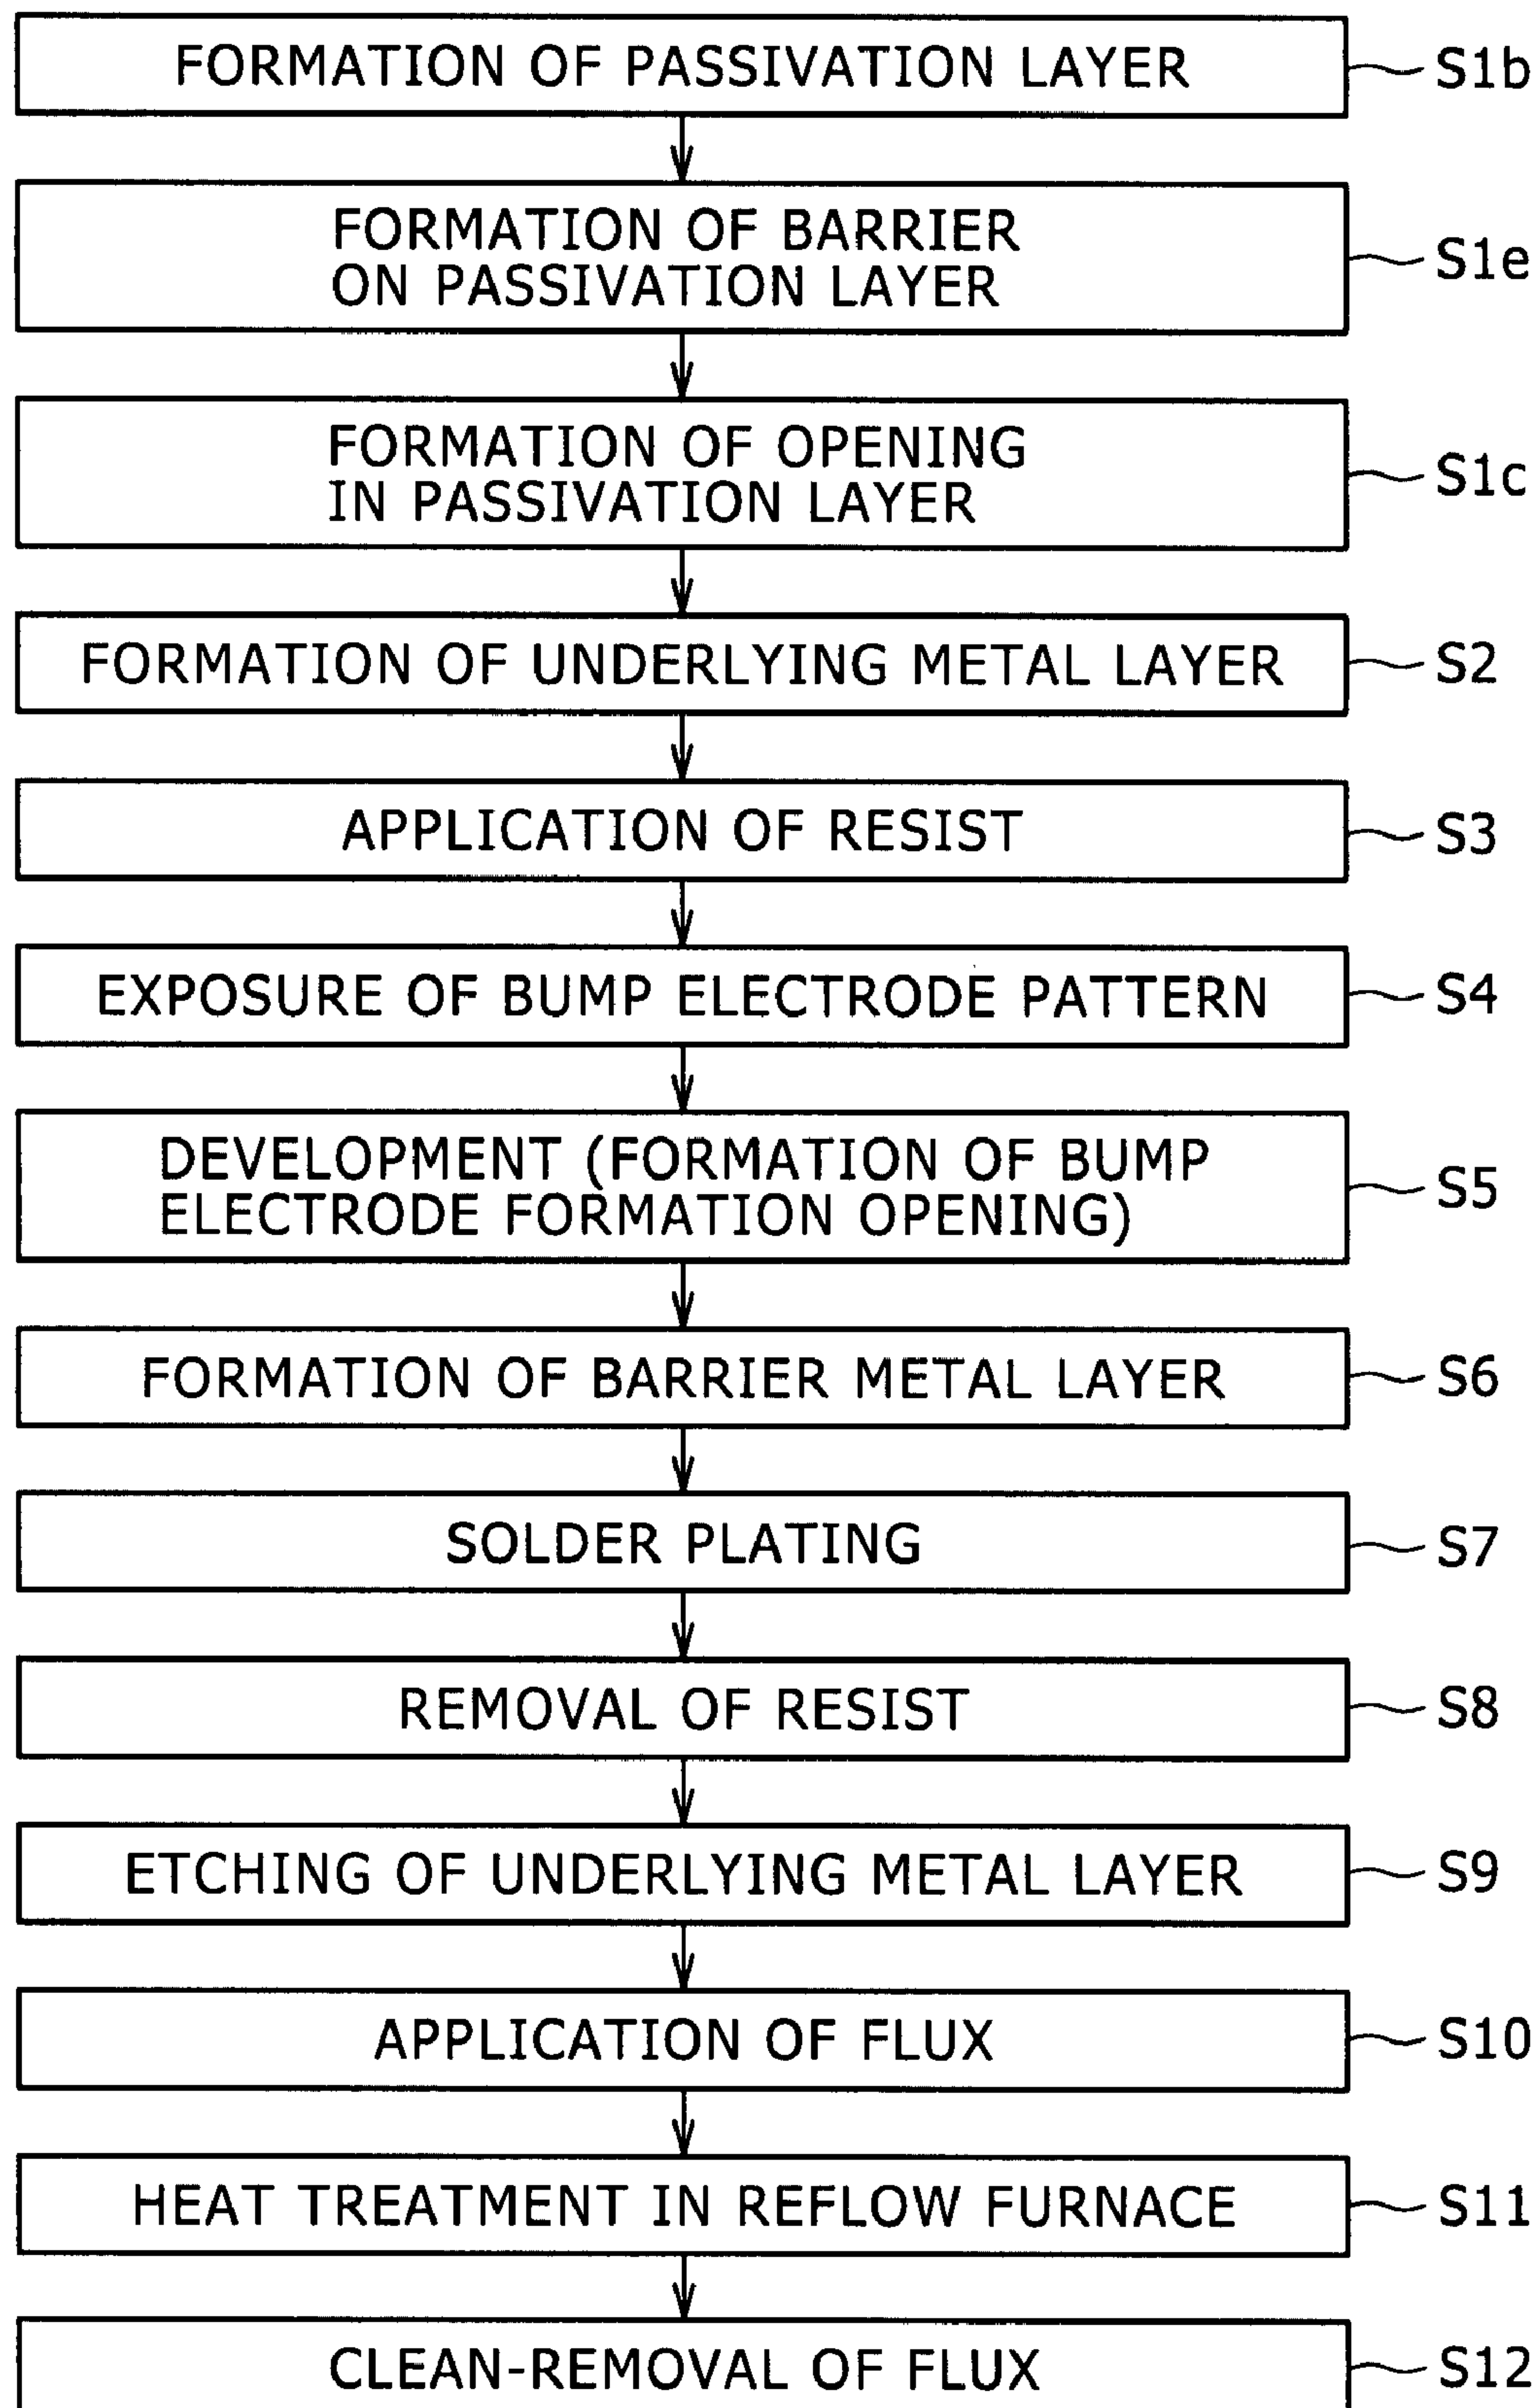 FORMATION OF PASSIVATION LAYER S1b
FORMATION OF BARRIER
ON PASSIVATION LAYER S1e
FORMATION OF OPENING
IN PASSIVATION LAYER S1c
FORMATION OF UNDERLYING METAL LAYER S2
APPLICATION OF RESIST S3
EXPOSURE OF BUMP ELECTRODE PATTERN S4
DEVELOPMENT (FORMATION OF BUMP
ELECTRODE FORMATION OPENING) S5
FORMATION OF BARRIER METAL LAYER S6
SOLDER PLATING S7
REMOVAL OF RESIST S8
ETCHING OF UNDERLYING METAL LAYER S9
APPLICATION OF FLUX S10
HEAT TREATMENT IN REFLOW FURNACE S11
CLEAN-REMOVAL OF FLUX S12